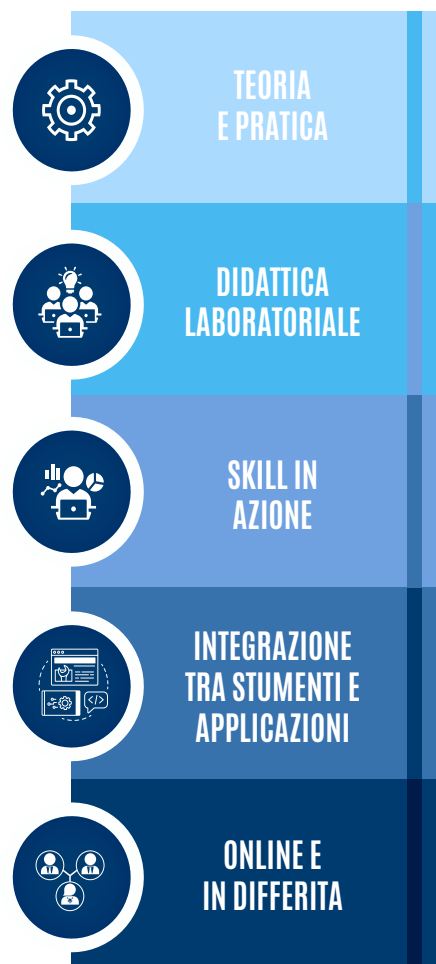 TEORIA
E PRATICA
DIDATTICA
LABORATORIALE
SKILL IN
AZIONE
INTEGRAZIONE
TRA STUMENTI E
APPLICAZIONI
</>
ONLINE E
IN DIFFERITA